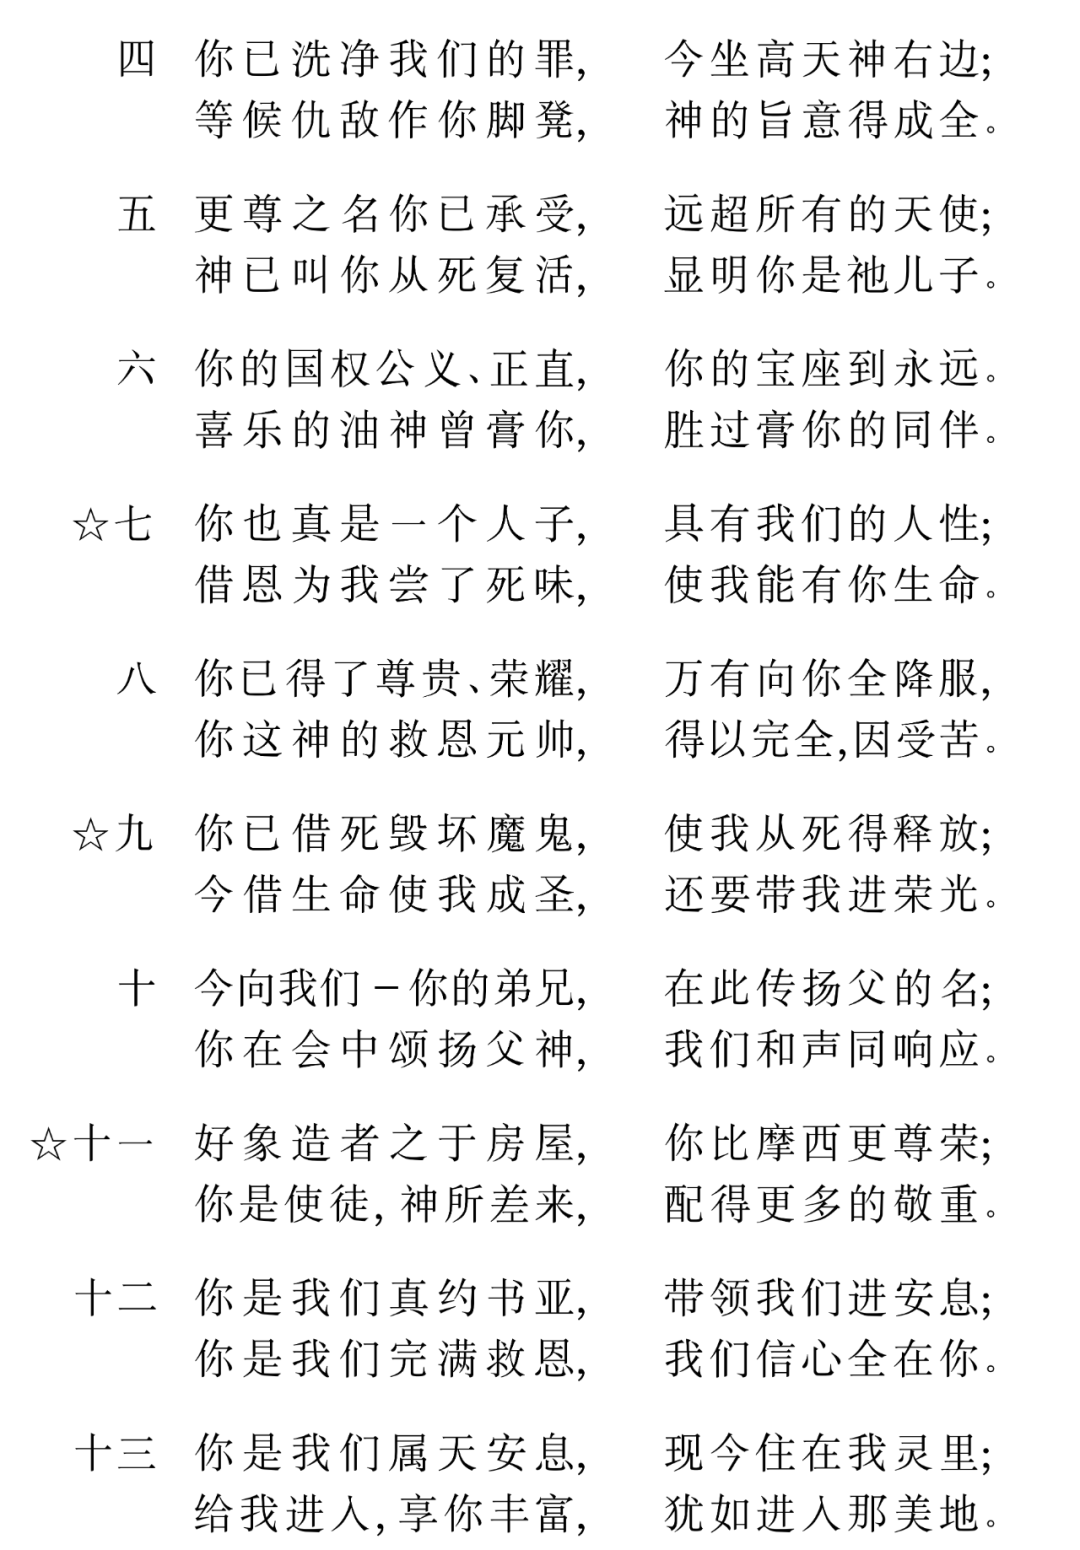 四 你已洗净我们的罪, 今坐高天神右边;
等候仇敌作你脚凳, 神的旨意得成全。
五 更尊之名你已承受, 远超所有的天使;
神已叫你从死复活, 显明你是祂儿子。
六 你的国权公义、正直, 你的宝座到永远。
喜乐的油神曾膏你, 胜过膏你的同伴。
☆七 你也真是一个人子, 具有我们的人性;
借恩为我尝了死味, 使我能有你生命。
八 你已得了尊贵、荣耀, 万有向你全降服,
你这神的救恩元帅, 得以完全,因受苦。
☆九 你已借死毁坏魔鬼, 使我从死得释放;
今借生命使我成圣, 还要带我进荣光。
十 今向我们－你的弟兄, 在此传扬父的名;
你在会中颂扬父神, 我们和声同响应。
☆十一 好象造者之于房屋, 你比摩西更尊荣;
你是使徒, 神所差来, 配得更多的敬重。
十二 你是我们真约书亚, 带领我们进安息;
你是我们完满救恩, 我们信心全在你。
十三 你是我们属天安息, 现今住在我灵里;
给我进入, 享你丰富, 犹如进入那美地。